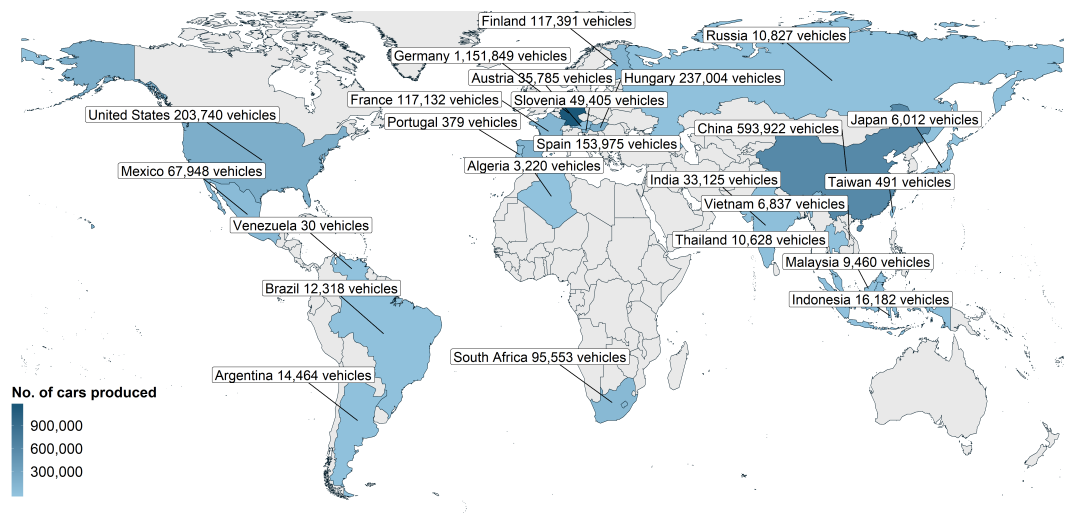 Finland 117,391 vehicles
Russia 10,827 vehicles
Germany 1,151,849 vehicles
Austria 35,785 vehicles
Hungary 237,004 vehicles
France 117,132 vehicles
Slovenia 49,405 vehicles
United States 203,740 vehicles
Portugal 379 vehicles
China 593,922 vehicles
Japan 6,012 vehicles
Spain 153,975 vehicles
Mexico 67,948 vehicles
Algeria 3,220 vehicles
India 33,125 vehicles
Taiwan 491 vehicles
Vietnam 6,837 vehicles
Venezuela 30 vehicles
Thailand 10,628 vehicles
Malaysia 9,460 vehicles
Brazil 12,318 vehicles
Indonesia 16,182 vehicles
South Africa 95,553 vehicles
Argentina 14,464 vehicles
No. of cars produced
900,000
600,000
300,000